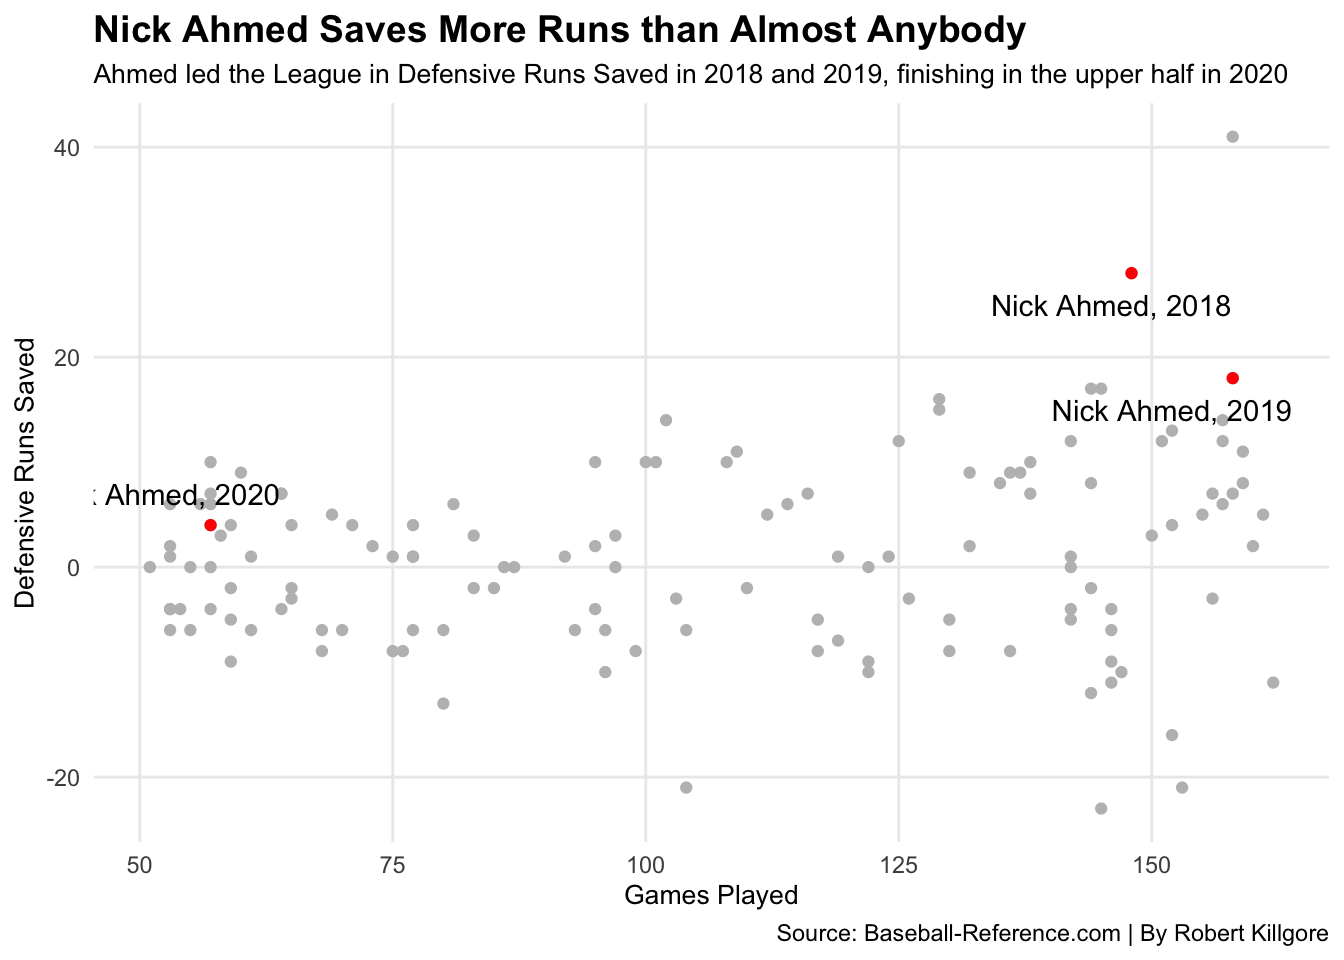 Nick Ahmed Saves More Runs than Almost Anybody
Ahmed led the League in Defensive Runs Saved in 2018 and 2019, finishing in the upper half in 2020
40
Nick Ahmed, 2018
20
Nick Ahmed, 2019
Ahmed, 2020
0
-20
Defensive Runs Saved
50 75 100 125 150
Games Played
Source: Baseball-Reference.com | By Robert Killgore